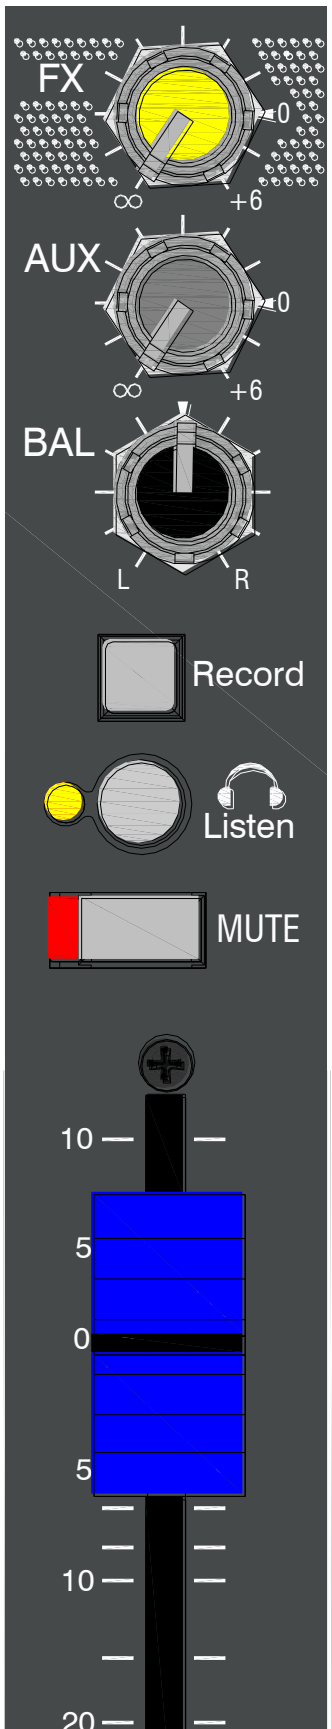 FX
0
∞ +6
AUX
0
∞ +6
BAL
L R
Record
Listen
MUTE
10
5
0
5
10
20